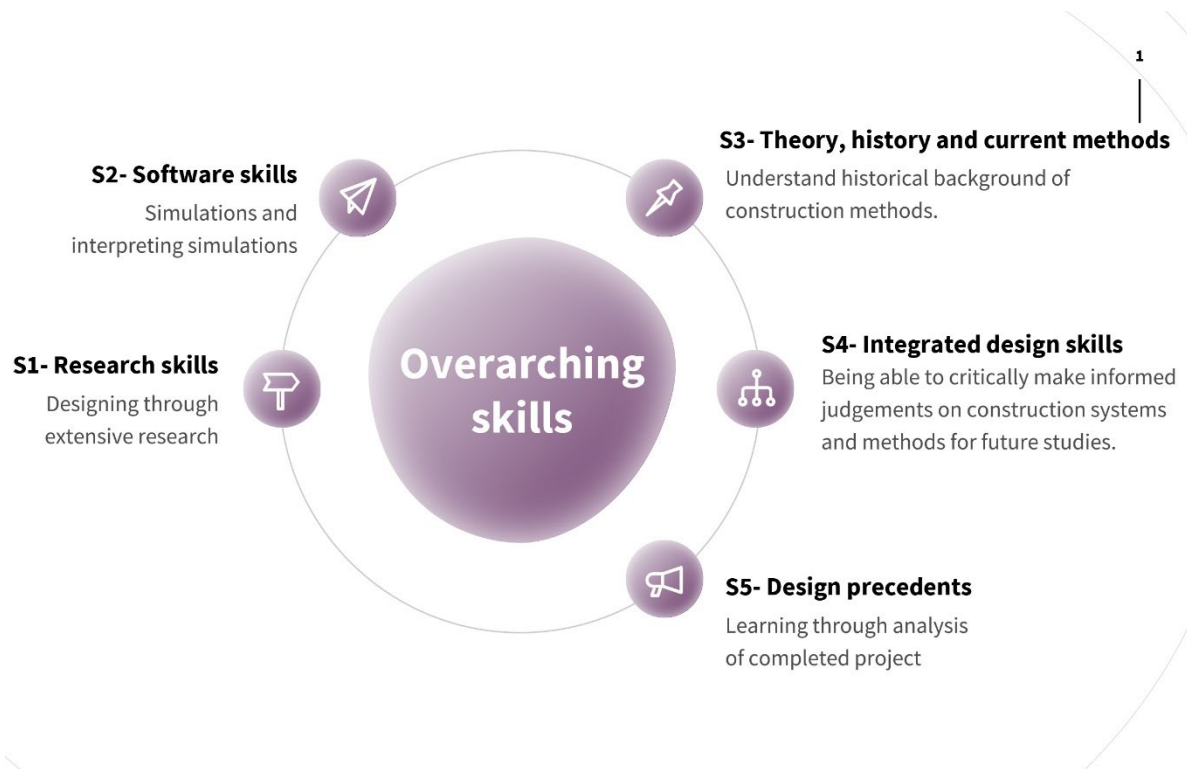 1
S3- Theory, history and current methods
Understand historical background of
construction methods.
S2- Software skills
Simulations and
interpreting simulations
Overarching
skills
S1- Research skills
Designing through
extensive research
S4- Integrated design skills
Being able to critically make informed
judgements on construction systems
and methods for future studies.
S5- Design precedents
Learning through analysis
of completed project